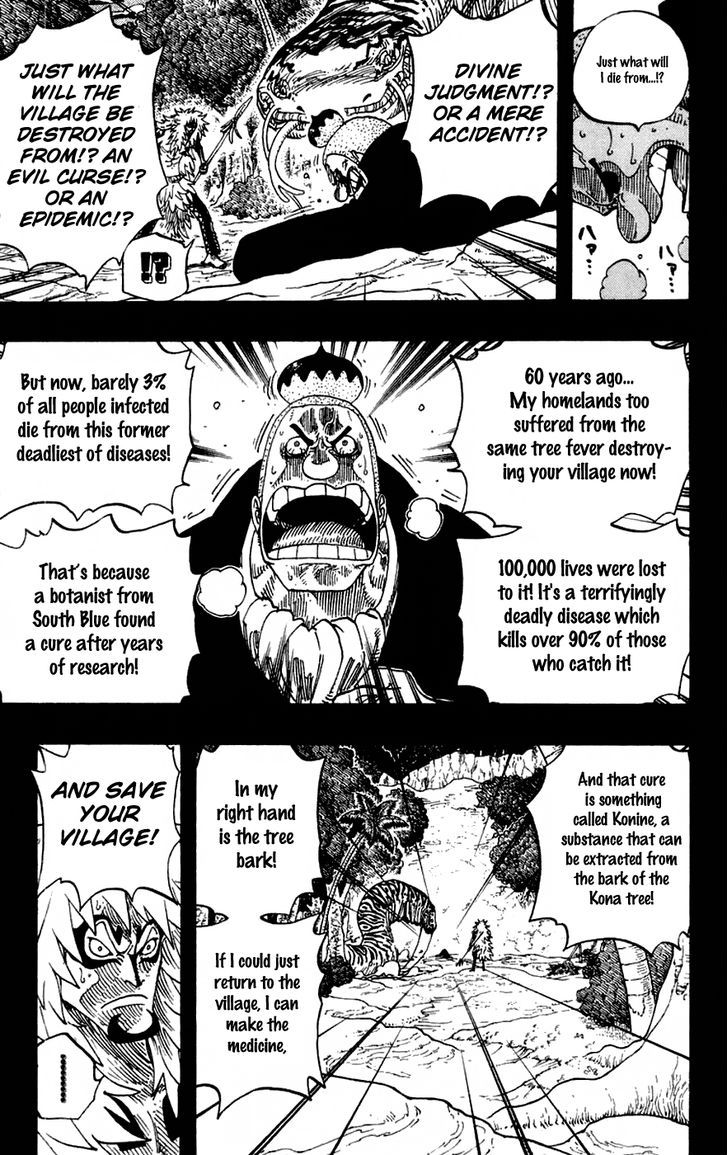 Just what will
I die from...!?
ハァ...
ハァ...
DIVINE
JUDGMENT!?
OR A MERE
ACCIDENT!?
JUST WHAT
WILL THE
VILLAGE BE
DESTROYED
FROM!? AN
EVIL CURSE!?
OR AN
EPIDEMIC!?
!?
60 years ago...
My homelands too
suffered from the
same tree fever destroy-
ing your village now!
100,000 lives were lost
to it! It's a terrifyingly
deadly disease which
kills over 90% of those
who catch it!
But now, barely 3%
of all people infected
die from this former
deadliest of diseases!
That's because
a botanist from
South Blue found
a cure after years
of research!
And that cure
is something
called Konine, a
substance that can
be extracted from
the bark of the
Kona tree!
In my
right hand
is the tree
bark!
If I could just
return to the
village, I can
make the
medicine,
AND SAVE
YOUR
VILLAGE!
..........